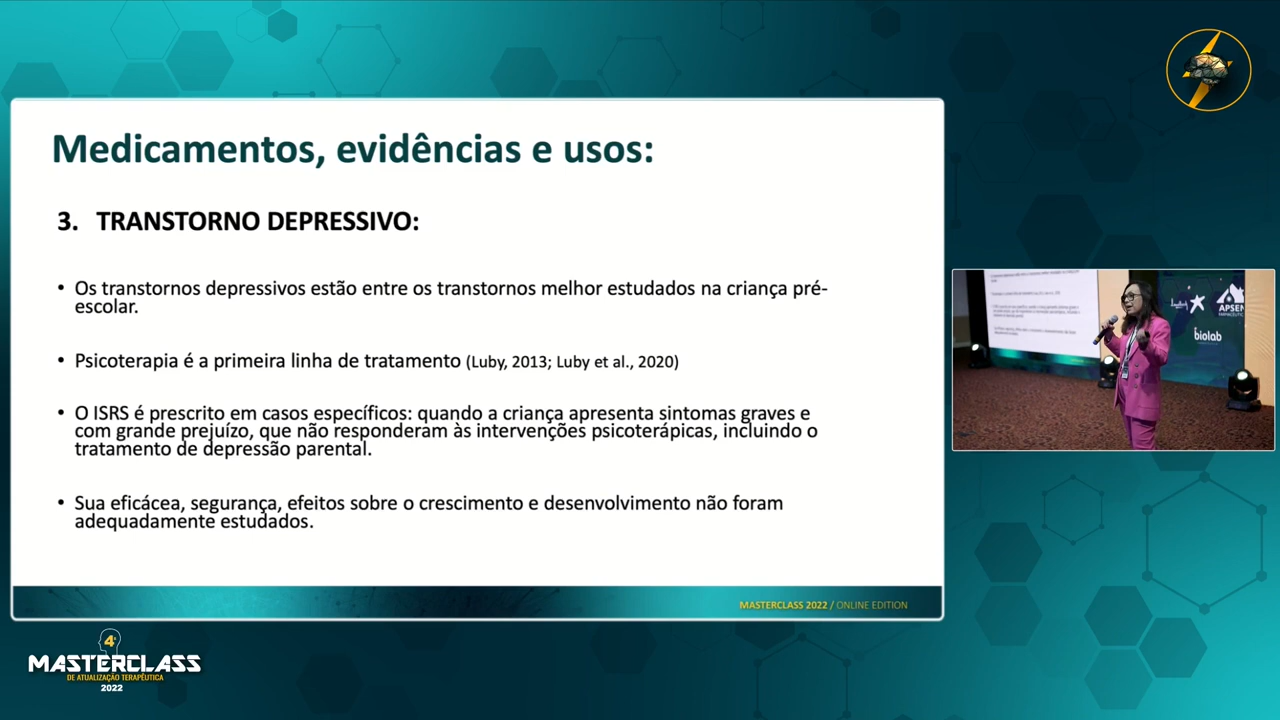 Medicamentos, evidências e usos:
3. TRANSTORNO DEPRESSIVO:
• Os transtornos depressivos estão entre os transtornos melhor estudados na criança pré-
escolar.
• Psicoterapia é a primeira linha de tratamento (Luby, 2013; Luby et al., 2020)
• O ISRS é prescrito em casos específicos: quando a criança apresenta sintomas graves e
com grande prejuízo, que não responderam às intervenções psicoterápicas, incluindo o
tratamento de depressão parental.
• Sua eficácea, segurança, efeitos sobre o crescimento e desenvolvimento não foram
adequadamente estudados.
MASTERCLASS 2022 / ONLINE EDITION
APSEN
biolab
4ª
MASTERCLASS
DE ATUALIZAÇÃO TERAPÊUTICA
2022